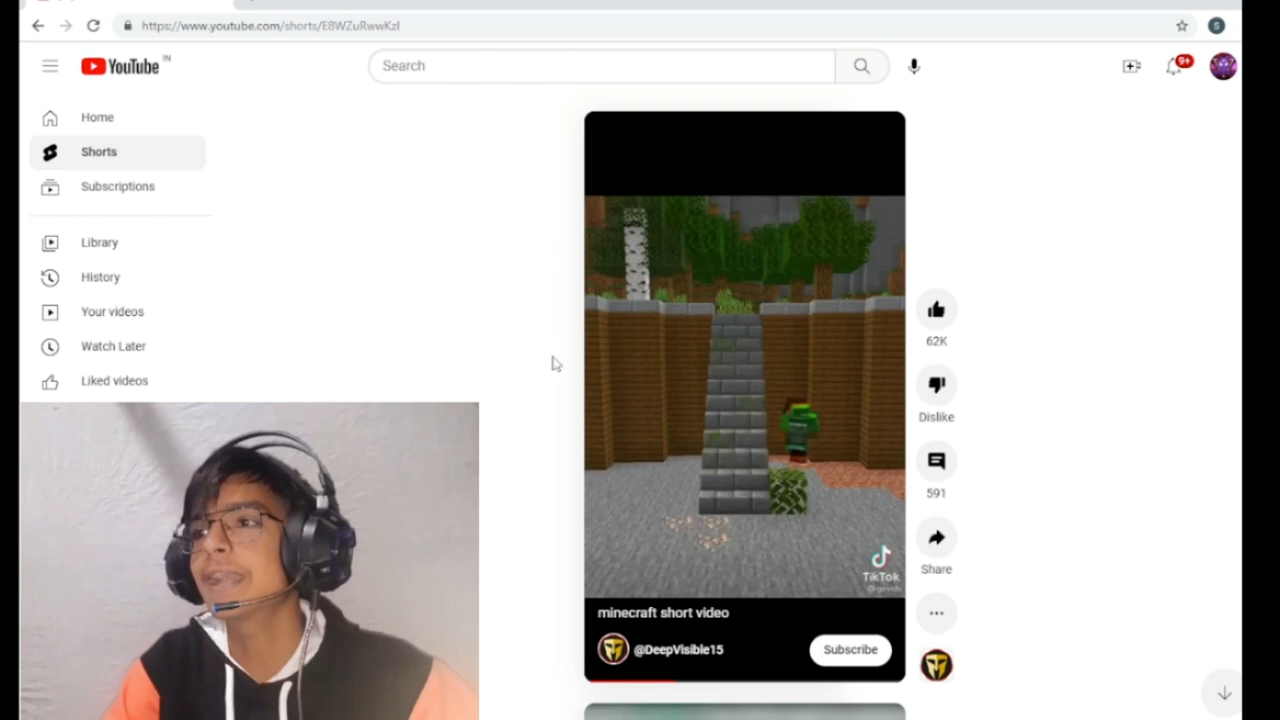 https://www.youtube.com/shorts/E8WZuRwwKzI
YouTube IN
Search
9+
S
Home
Shorts
Subscriptions
Library
History
Your videos
Watch Later
Liked videos
62K
Dislike
591
Share
TikTok
minecraft short video
@DeepVisible15
Subscribe